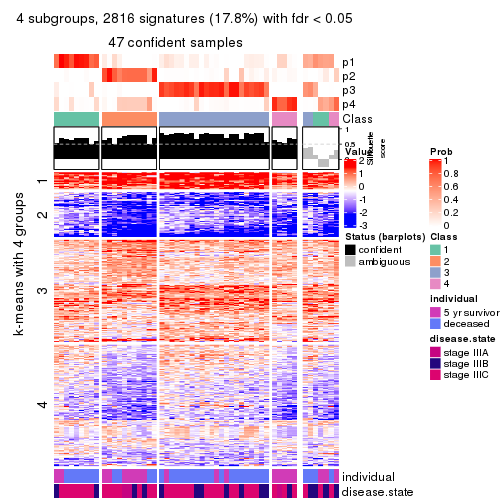 4 subgroups, 2816 signatures (17.8%) with fdr < 0.05
47 confident samples
p1
p2
p3
p4
Class
1
0.5
0
Silhouette
score
k-means with 4 groups
1
2
3
4
Value
2
1
0
-1
-2
-3
Prob
1
0.8
0.6
0.4
0.2
0
Status (barplots)
confident
ambiguous
Class
1
2
3
4
individual
5 yr survivor
deceased
disease.state
stage IIIA
stage IIIB
stage IIIC
individual
disease.state